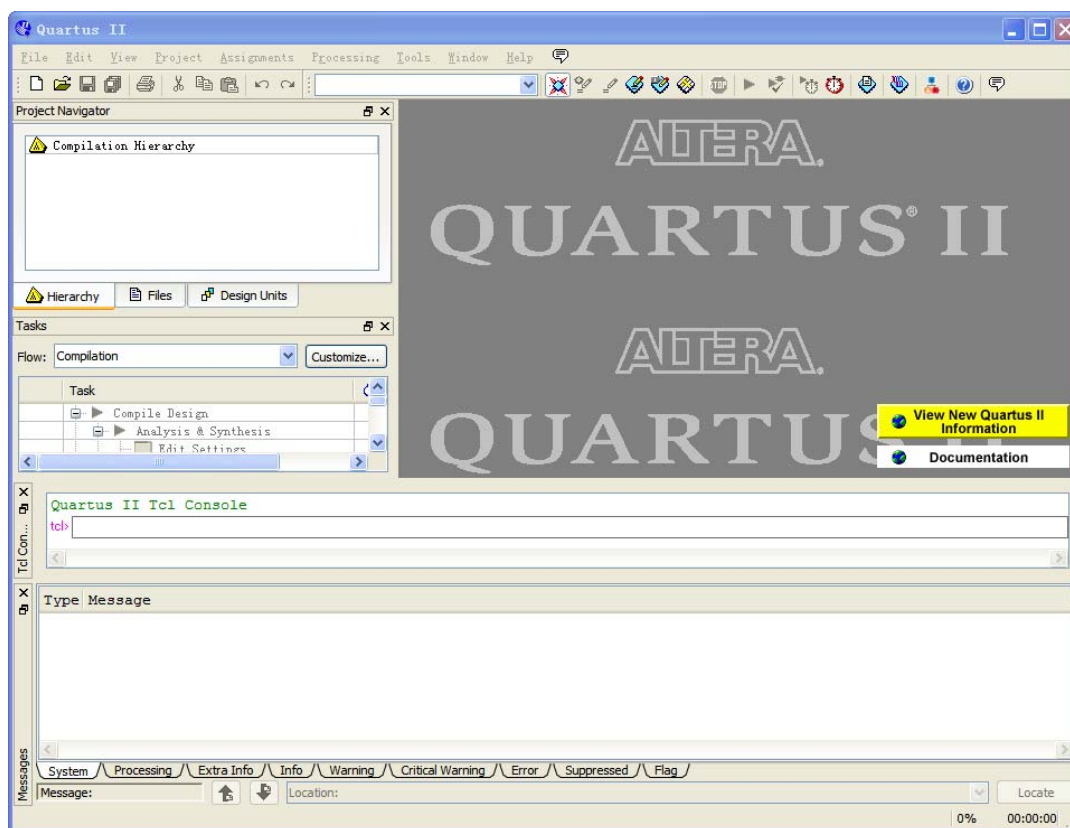 Quartus II
File Edit View Project Assignments Processing Tools Window Help
Project Navigator
Compilation Hierarchy
Hierarchy Files Design Units
Tasks
Flow: Compilation Customize...
Task
Compile Design
Analysis & Synthesis
Edit Settings
ALTERA.
QUARTUS® II
ALTERA.
QUARTUS II
View New Quartus II
Information
Documentation
Tcl Con...
Quartus II Tcl Console
tcl>
Type Message
Messages
System Processing Extra Info Info Warning Critical Warning Error Suppressed Flag
Message: Location: Locate
0% 00:00:00